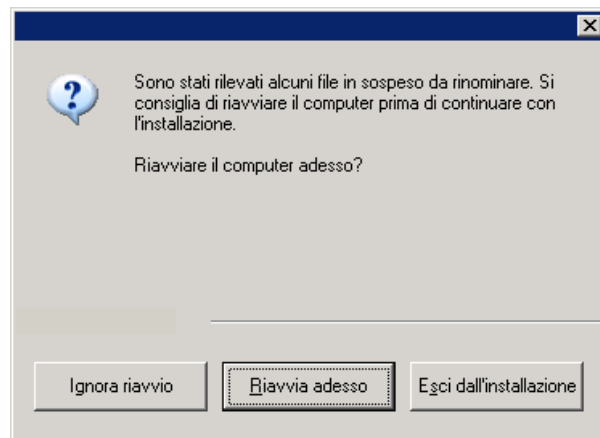 Sono stati rilevati alcuni file in sospeso da rinominare. Si
consiglia di riavviare il computer prima di continuare con
l'installazione.
Riavviare il computer adesso?
Ignora riavvio
Riavvia adesso
Esci dall'installazione